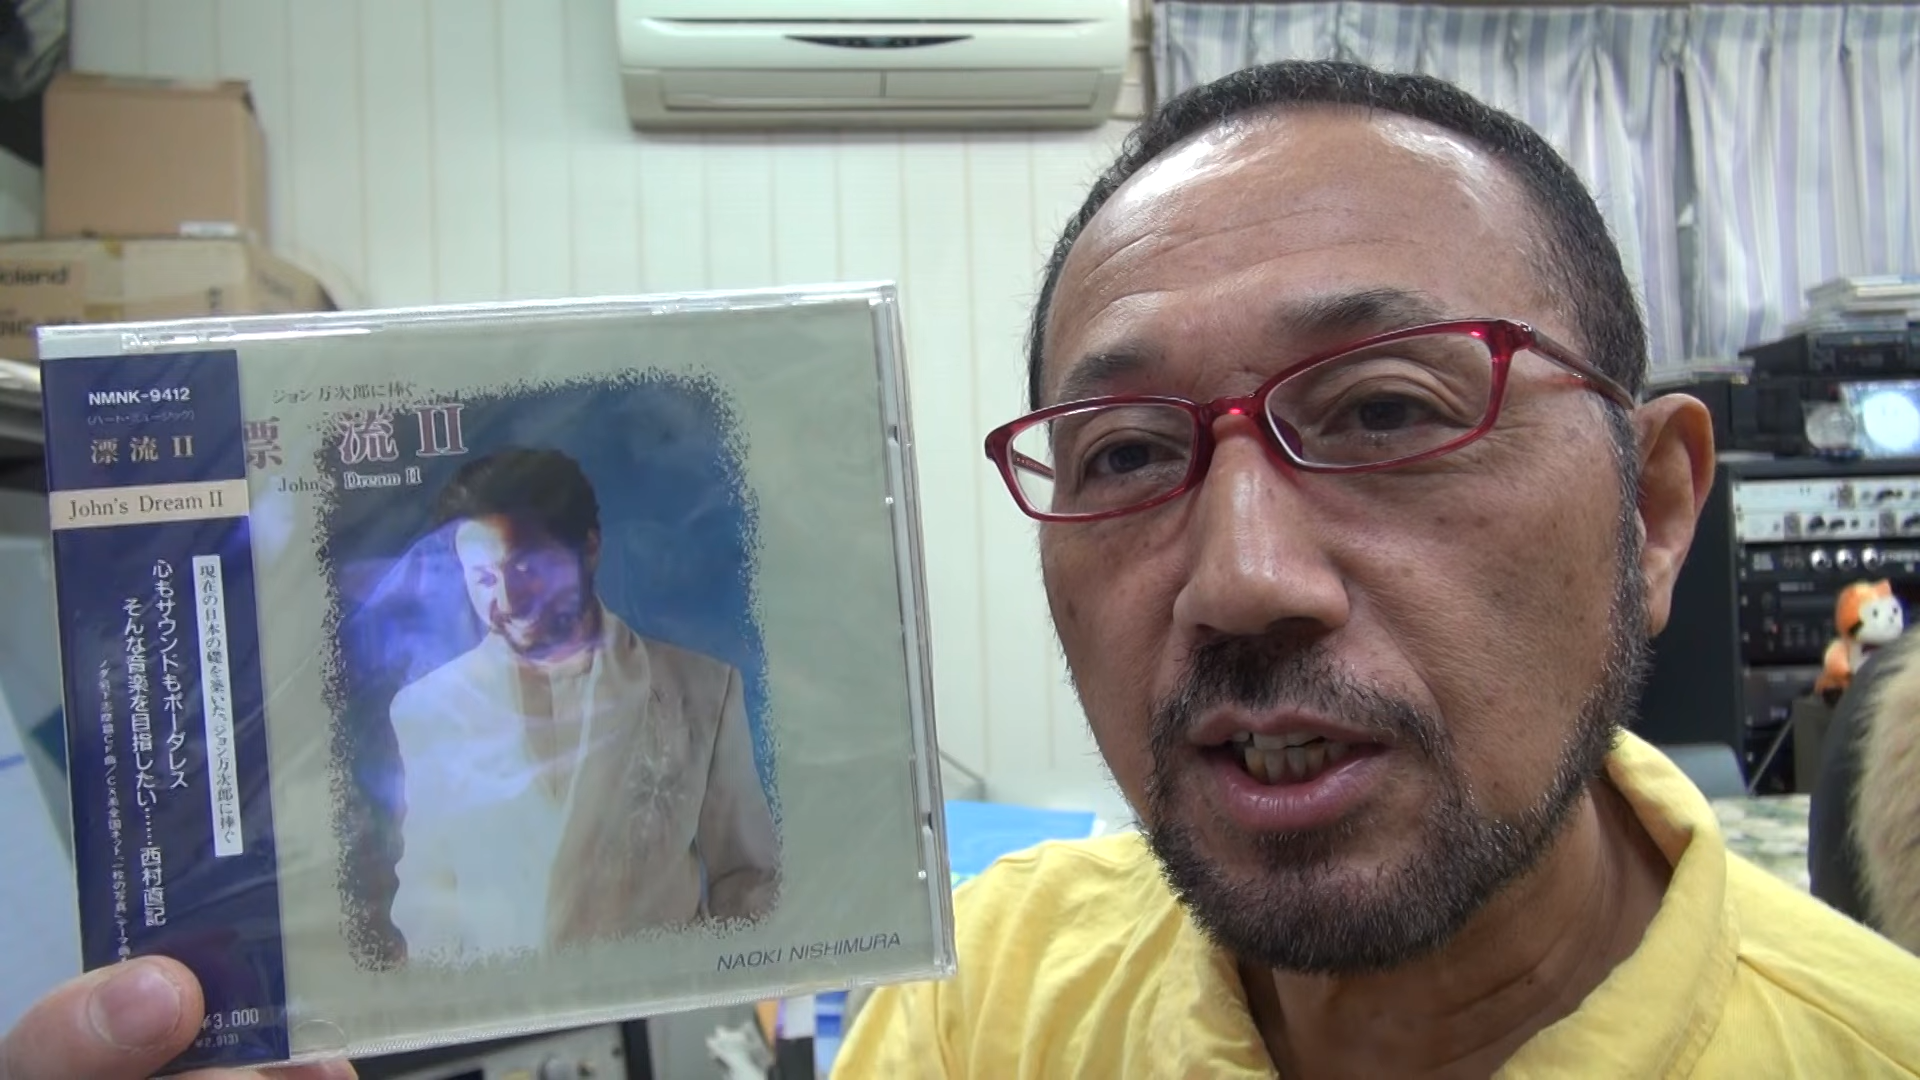 NMNK-9412
(ハート・ミュージック)
漂流 II
John's Dream II
現在の日本の礎を築いた、ジョン万次郎に捧ぐ
心もサウンドもボーダレス
そんな音楽を目指したい……西村直記
ジョン万次郎に捧ぐ
漂 流 II
John's Dream II
NAOKI NISHIMURA
¥3.000
Roland